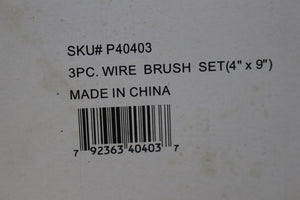 SKU# P40403
3PC. WIRE BRUSH SET(4" x 9")
MADE IN CHINA
7 92363 40403 7